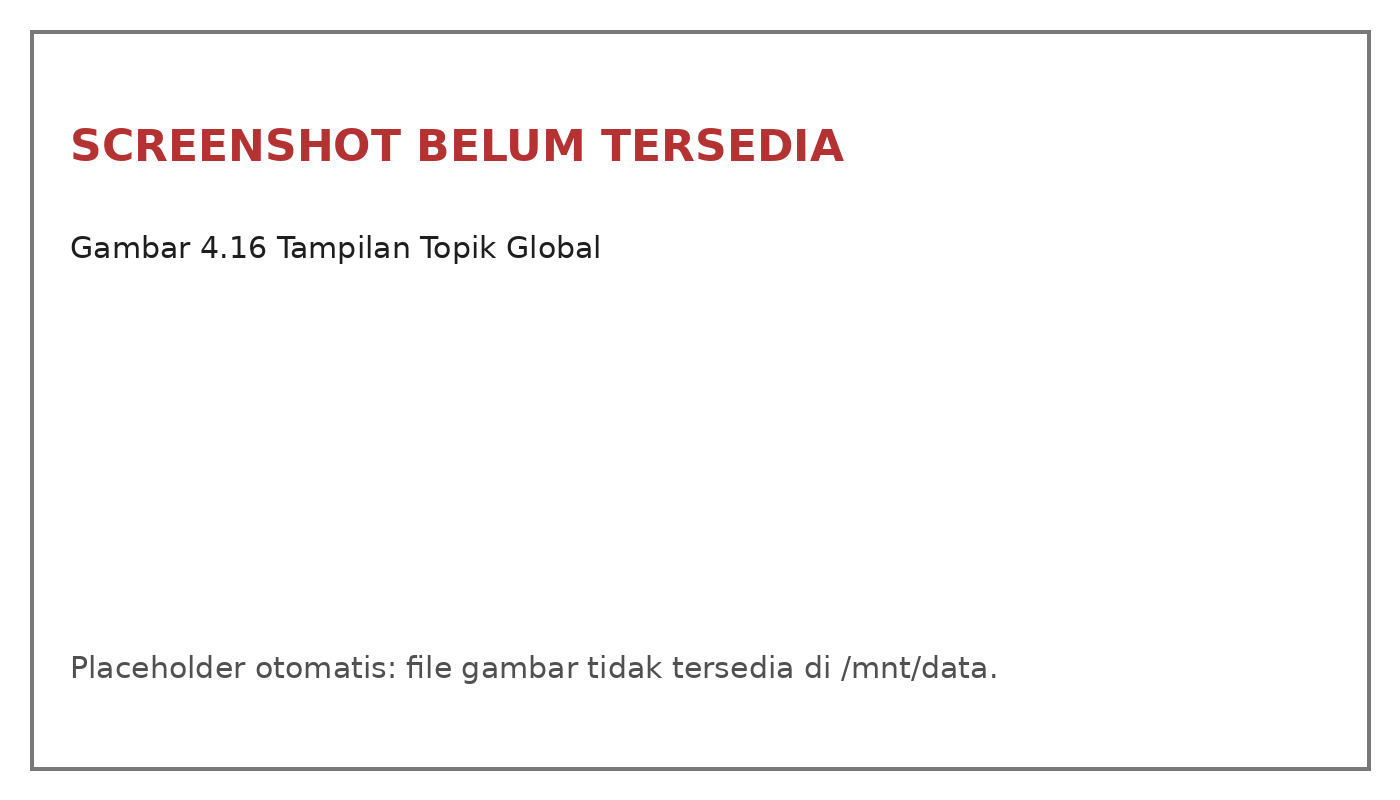 SCREENSHOT BELUM TERSEDIA
Gambar 4.16 Tampilan Topik Global
Placeholder otomatis: file gambar tidak tersedia di /mnt/data.